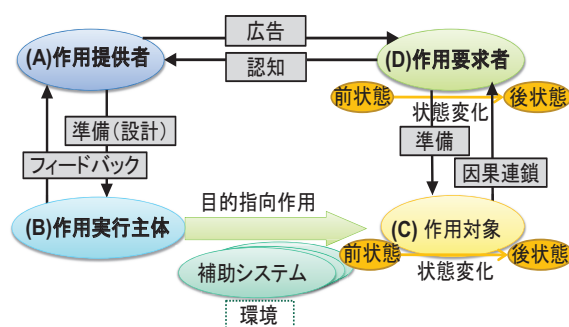 広告
(A)作用提供者
(D)作用要求者
認知
前状態
後状態
状態変化
準備(設計)
準備
フィードバック
因果連鎖
目的指向作用
(B)作用実行主体
(C) 作用対象
前状態
後状態
状態変化
補助システム
環境